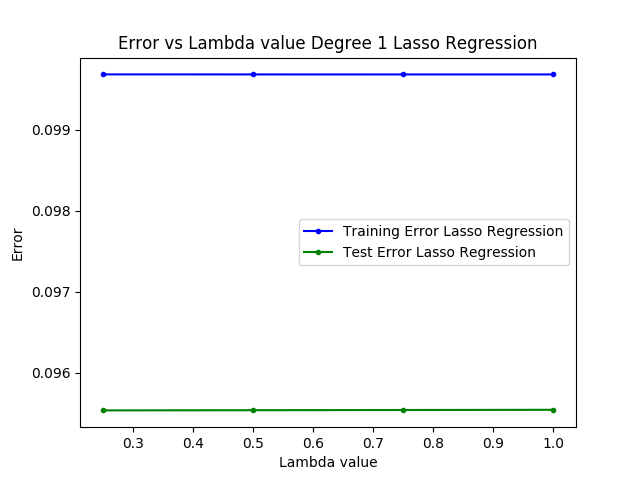 Error vs Lambda value Degree 1 Lasso Regression
Error
0.099
0.098
0.097
0.096
Training Error Lasso Regression
Test Error Lasso Regression
0.3 0.4 0.5 0.6 0.7 0.8 0.9 1.0
Lambda value